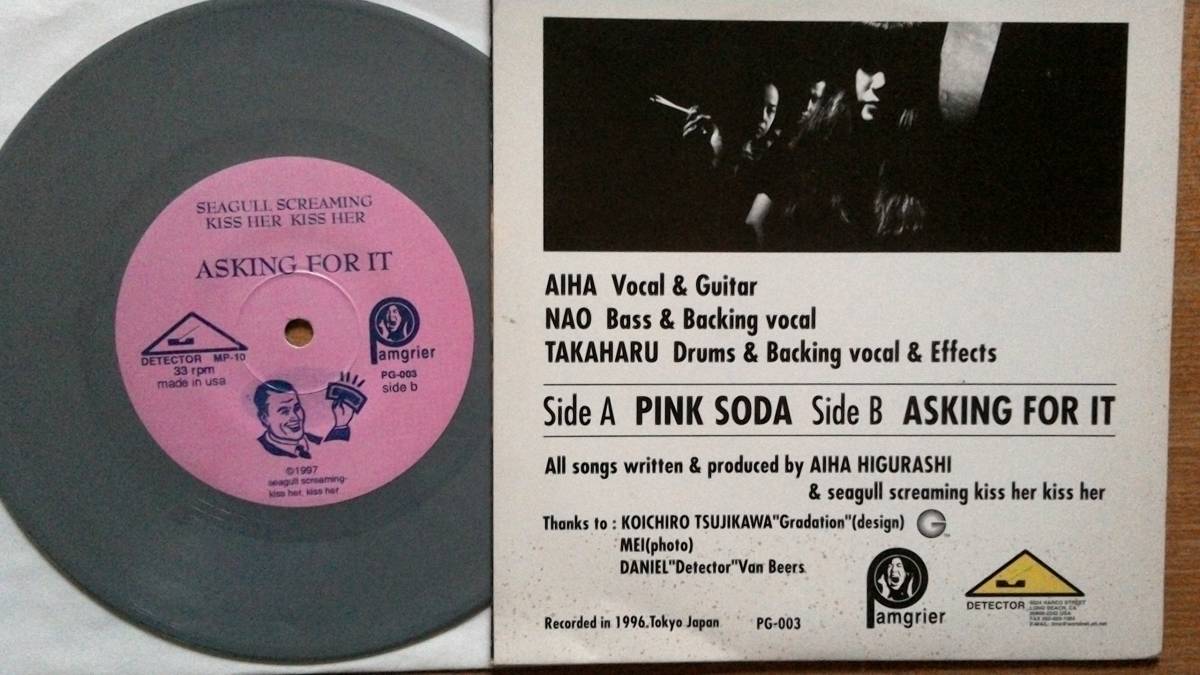 SEAGULL SCREAMING
KISS HER KISS HER
ASKING FOR IT
DETECTOR MP-10
33 rpm
made in usa
Pamgrier
PG-003
side b
©1997
seagull screaming
kiss her, kiss her
AIHA Vocal & Guitar
NAO Bass & Backing vocal
TAKAHARU Drums & Backing vocal & Effects
Side A PINK SODA Side B ASKING FOR IT
All songs written & produced by AIHA HIGURASHI
& seagull screaming kiss her kiss her
Thanks to : KOICHIRO TSUJIKAWA"Gradation"(design) G
MEI(photo)
DANIEL"Detector"Van Beers
Recorded in 1996.Tokyo Japan PG-003
Pamgrier
DETECTOR
LONG BEACH, CA